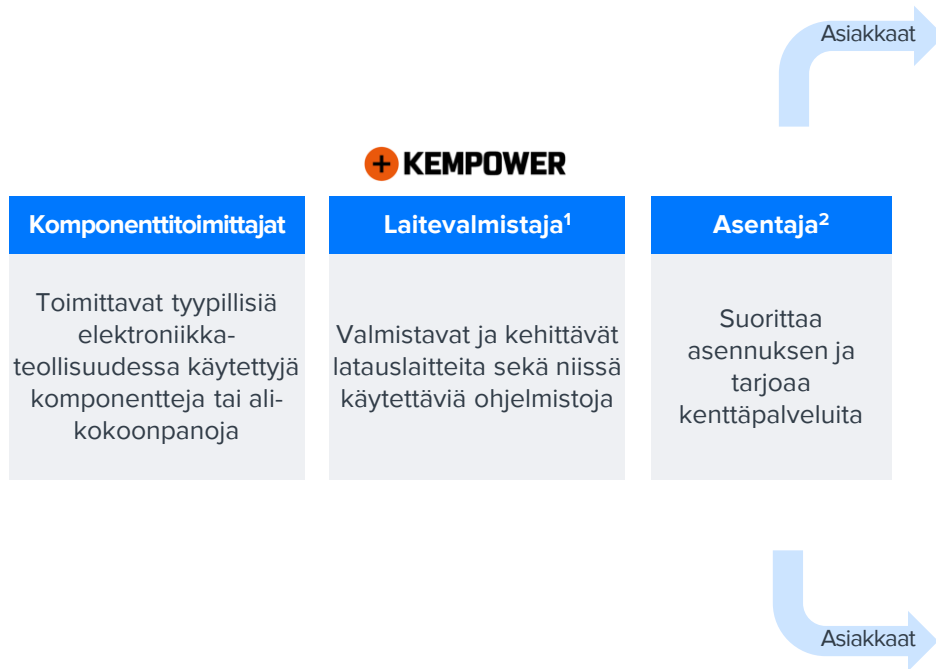 Asiakkaat
KEMPOWER
Komponenttitoimittajat
Toimittavat tyypillisiä
elektroniikka-
teollisuudessa käytettyjä
komponentteja tai ali-
kokoonpanoja
Laitevalmistaja¹
Valmistavat ja kehittävät
latauslaitteita sekä niissä
käytettäviä ohjelmistoja
Asentaja²
Suorittaa
asennuksen ja
tarjoaa
kenttäpalveluita
Asiakkaat